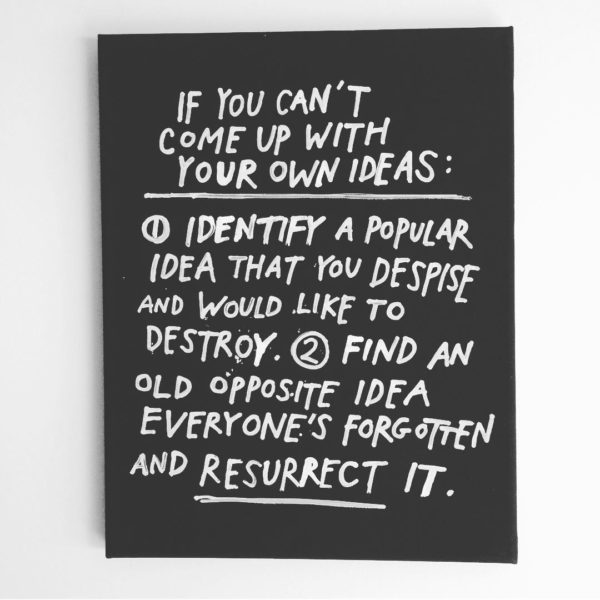 IF YOU CAN'T
COME UP WITH
YOUR OWN IDEAS:
① IDENTIFY A POPULAR
IDEA THAT YOU DESPISE
AND WOULD LIKE TO
DESTROY. ② FIND AN
OLD OPPOSITE IDEA
EVERYONE'S FORGOTTEN
AND RESURRECT IT.